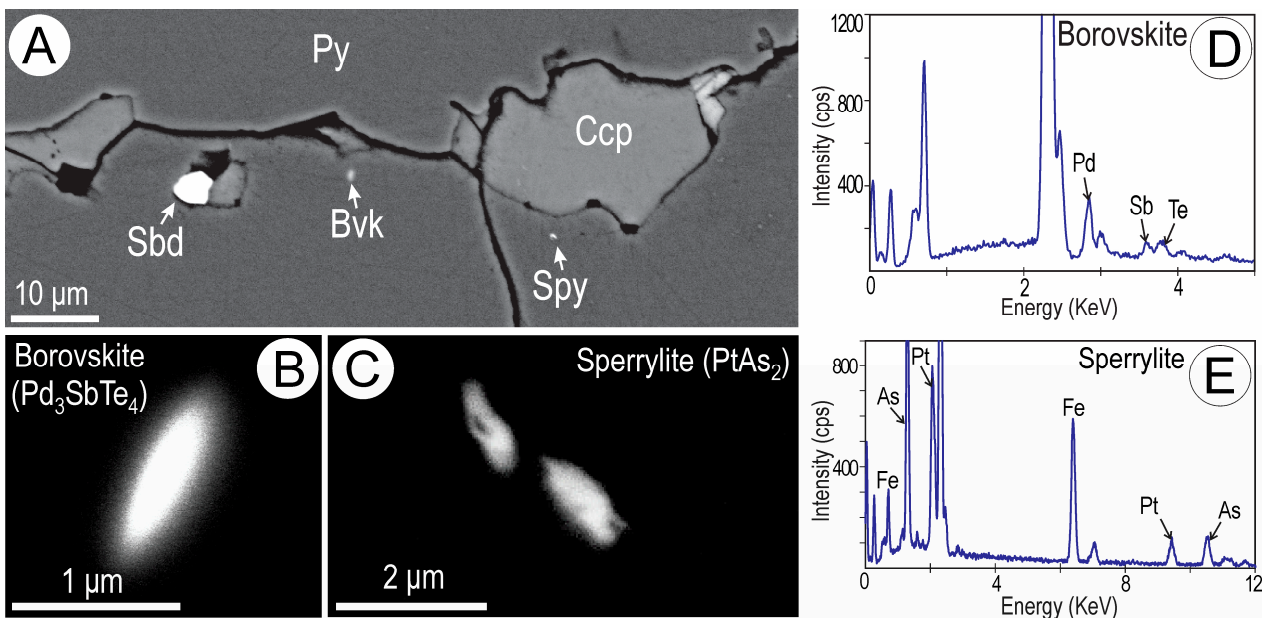 A
Py
Ccp
Sbd
Bvk
Spy
10 µm
Borovskite
(Pd₃SbTe₄)
B
1 µm
C
Sperrylite (PtAs₂)
2 µm
1200
Borovskite
D
800
Intensity (cps)
Pd
400
Sb
Te
0
2
4
Energy (KeV)
800
Pt
Sperrylite
E
As
Fe
Intensity (cps)
400
Fe
Pt
As
0
4
8
12
Energy (KeV)